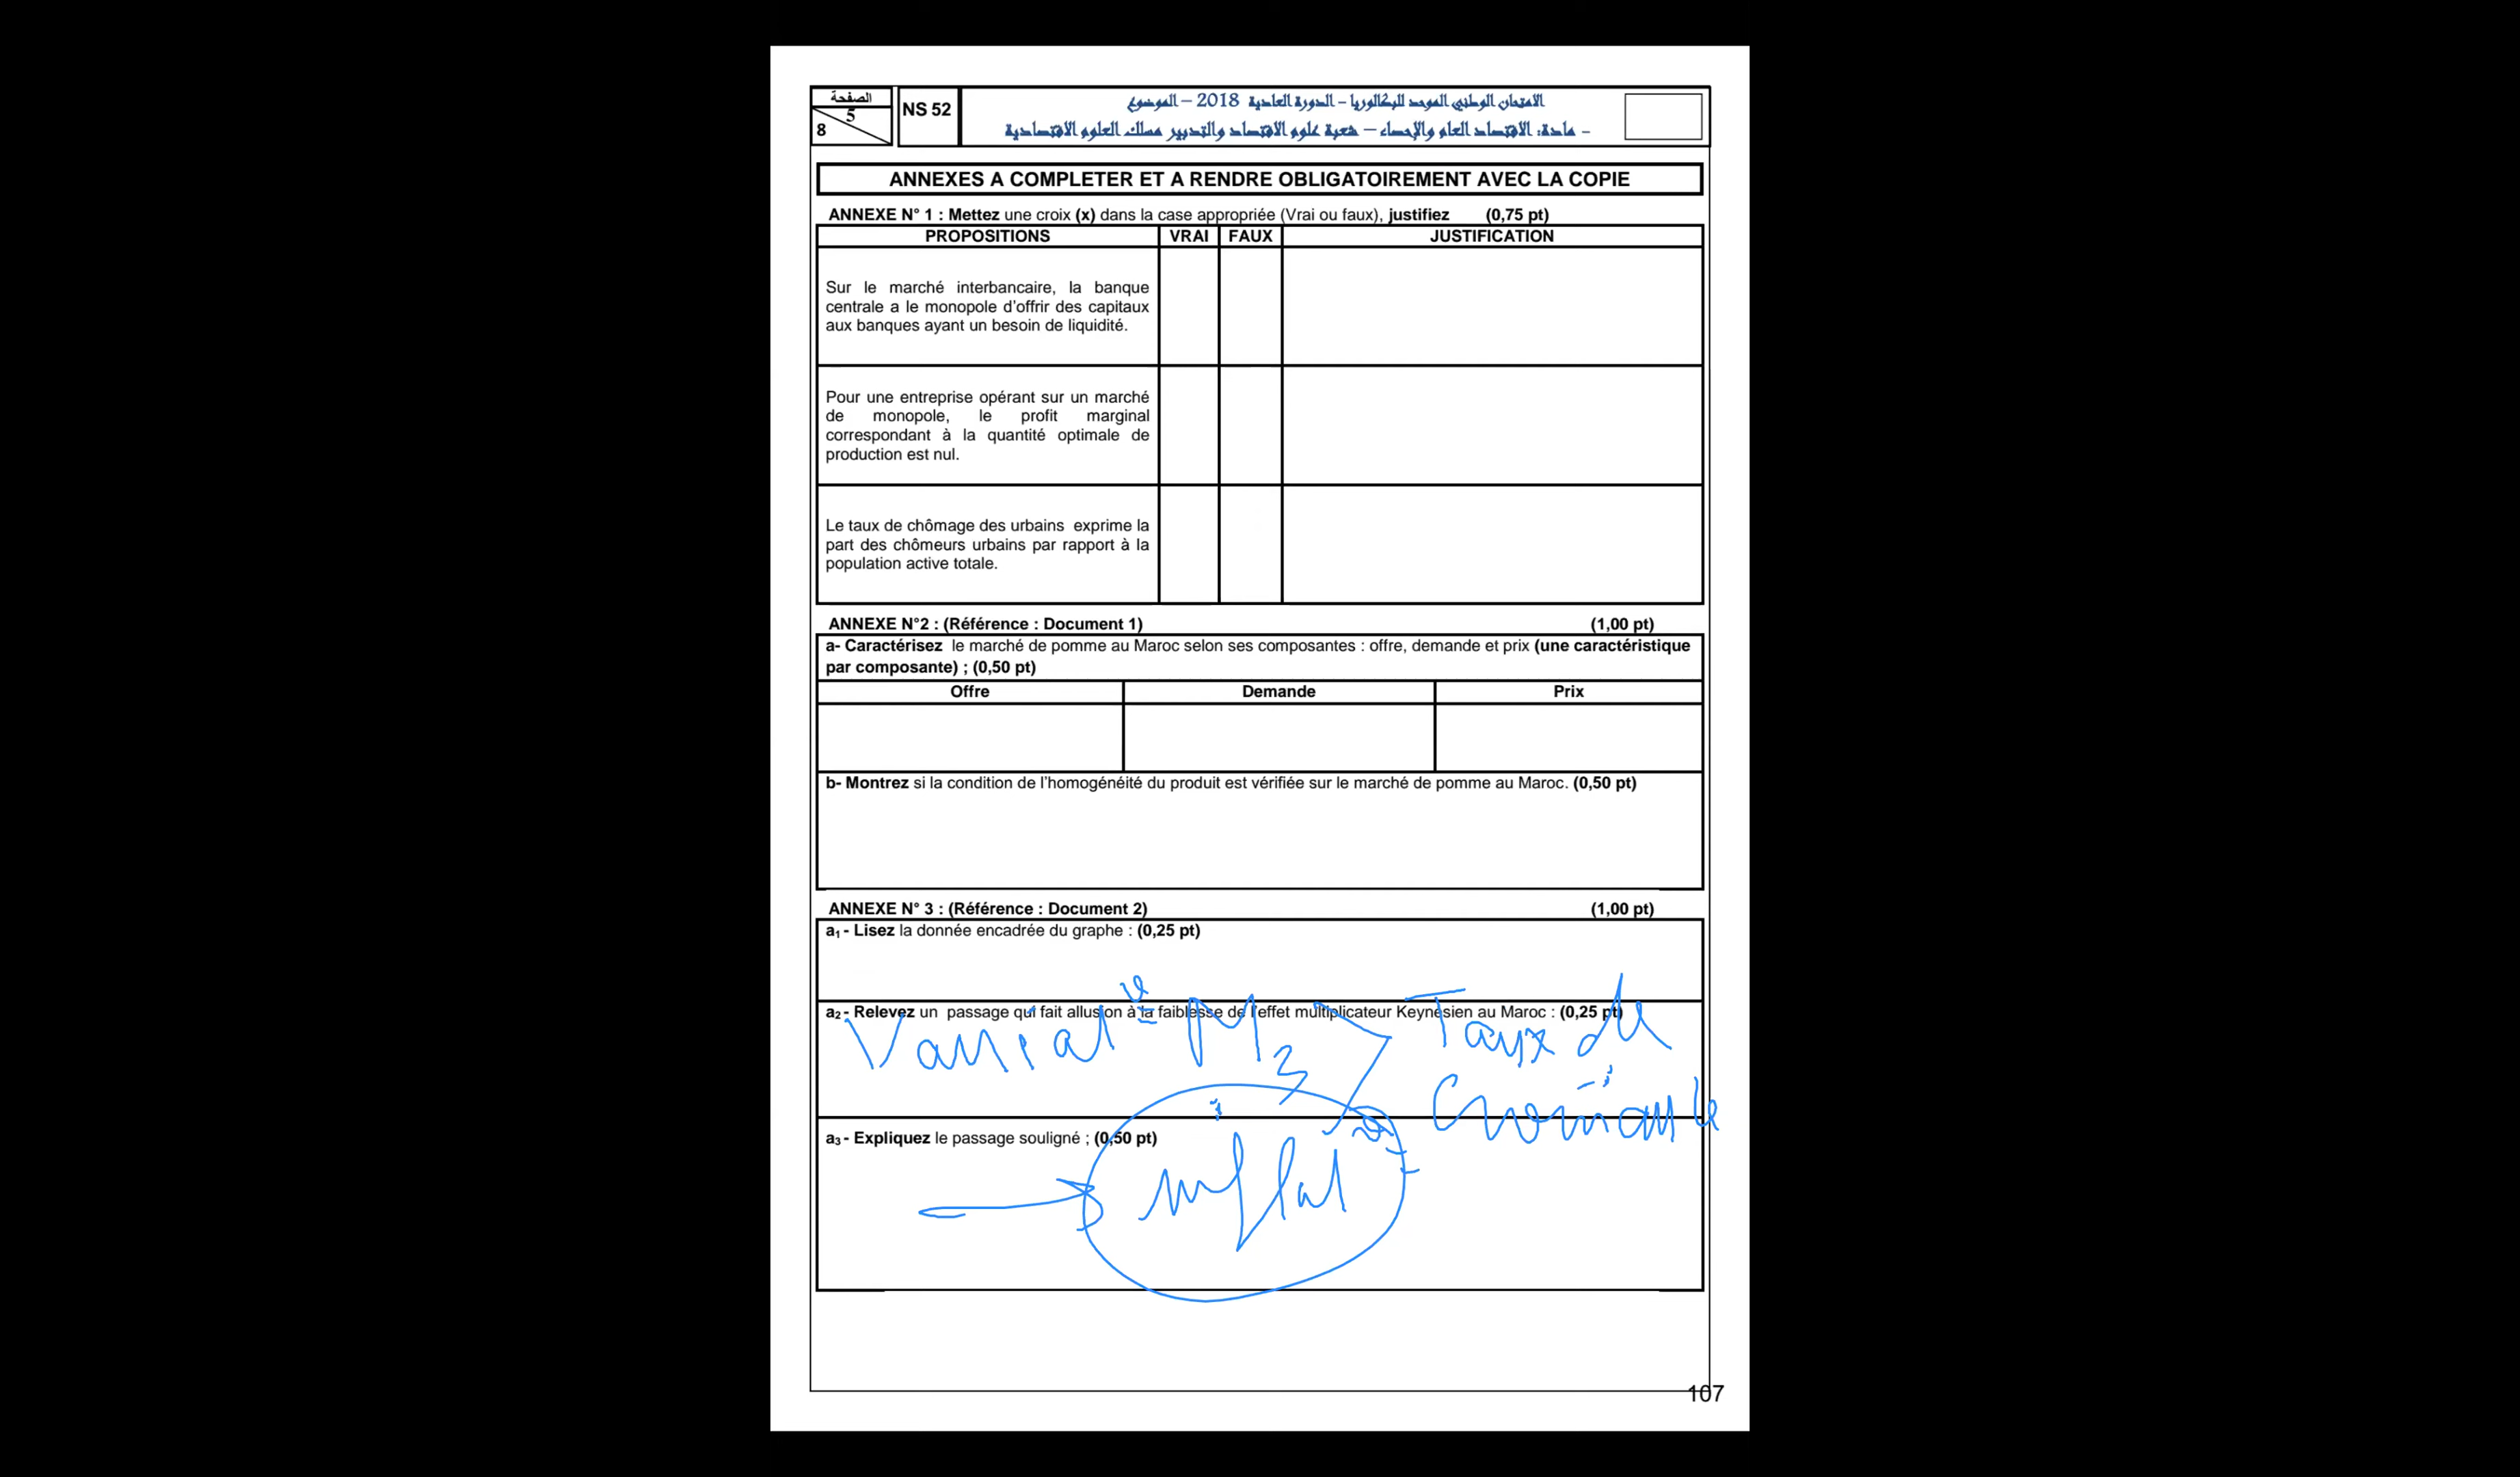 الصفحة
5
8
NS 52
الامتحان الوطني الموحد للبكالوريا – الدورة العادية 2018 – الموضوع
- مادة: الاقتصاد العام والإحصاء – شعبة علوم الاقتصاد والتدبير مسلك العلوم الاقتصادية
ANNEXES A COMPLETER ET A RENDRE OBLIGATOIREMENT AVEC LA COPIE
ANNEXE N° 1 : Mettez une croix (x) dans la case appropriée (Vrai ou faux), justifiez (0,75 pt)
PROPOSITIONS VRAI FAUX JUSTIFICATION
Sur le marché interbancaire, la banque
centrale a le monopole d'offrir des capitaux
aux banques ayant un besoin de liquidité.
Pour une entreprise opérant sur un marché
de monopole, le profit marginal
correspondant à la quantité optimale de
production est nul.
Le taux de chômage des urbains exprime la
part des chômeurs urbains par rapport à la
population active totale.
ANNEXE N°2 : (Référence : Document 1) (1,00 pt)
a- Caractérisez le marché de pomme au Maroc selon ses composantes : offre, demande et prix (une caractéristique
par composante) ; (0,50 pt)
Offre Demande Prix
b- Montrez si la condition de l'homogénéité du produit est vérifiée sur le marché de pomme au Maroc. (0,50 pt)
ANNEXE N° 3 : (Référence : Document 2) (1,00 pt)
a₁ - Lisez la donnée encadrée du graphe : (0,25 pt)
a₂ - Relevez un passage qui fait allusion à la faiblesse de l'effet multiplicateur Keynésien au Maroc : (0,25 pt)
M3 Taux de
a₃ - Expliquez le passage souligné ; (0,50 pt)
107